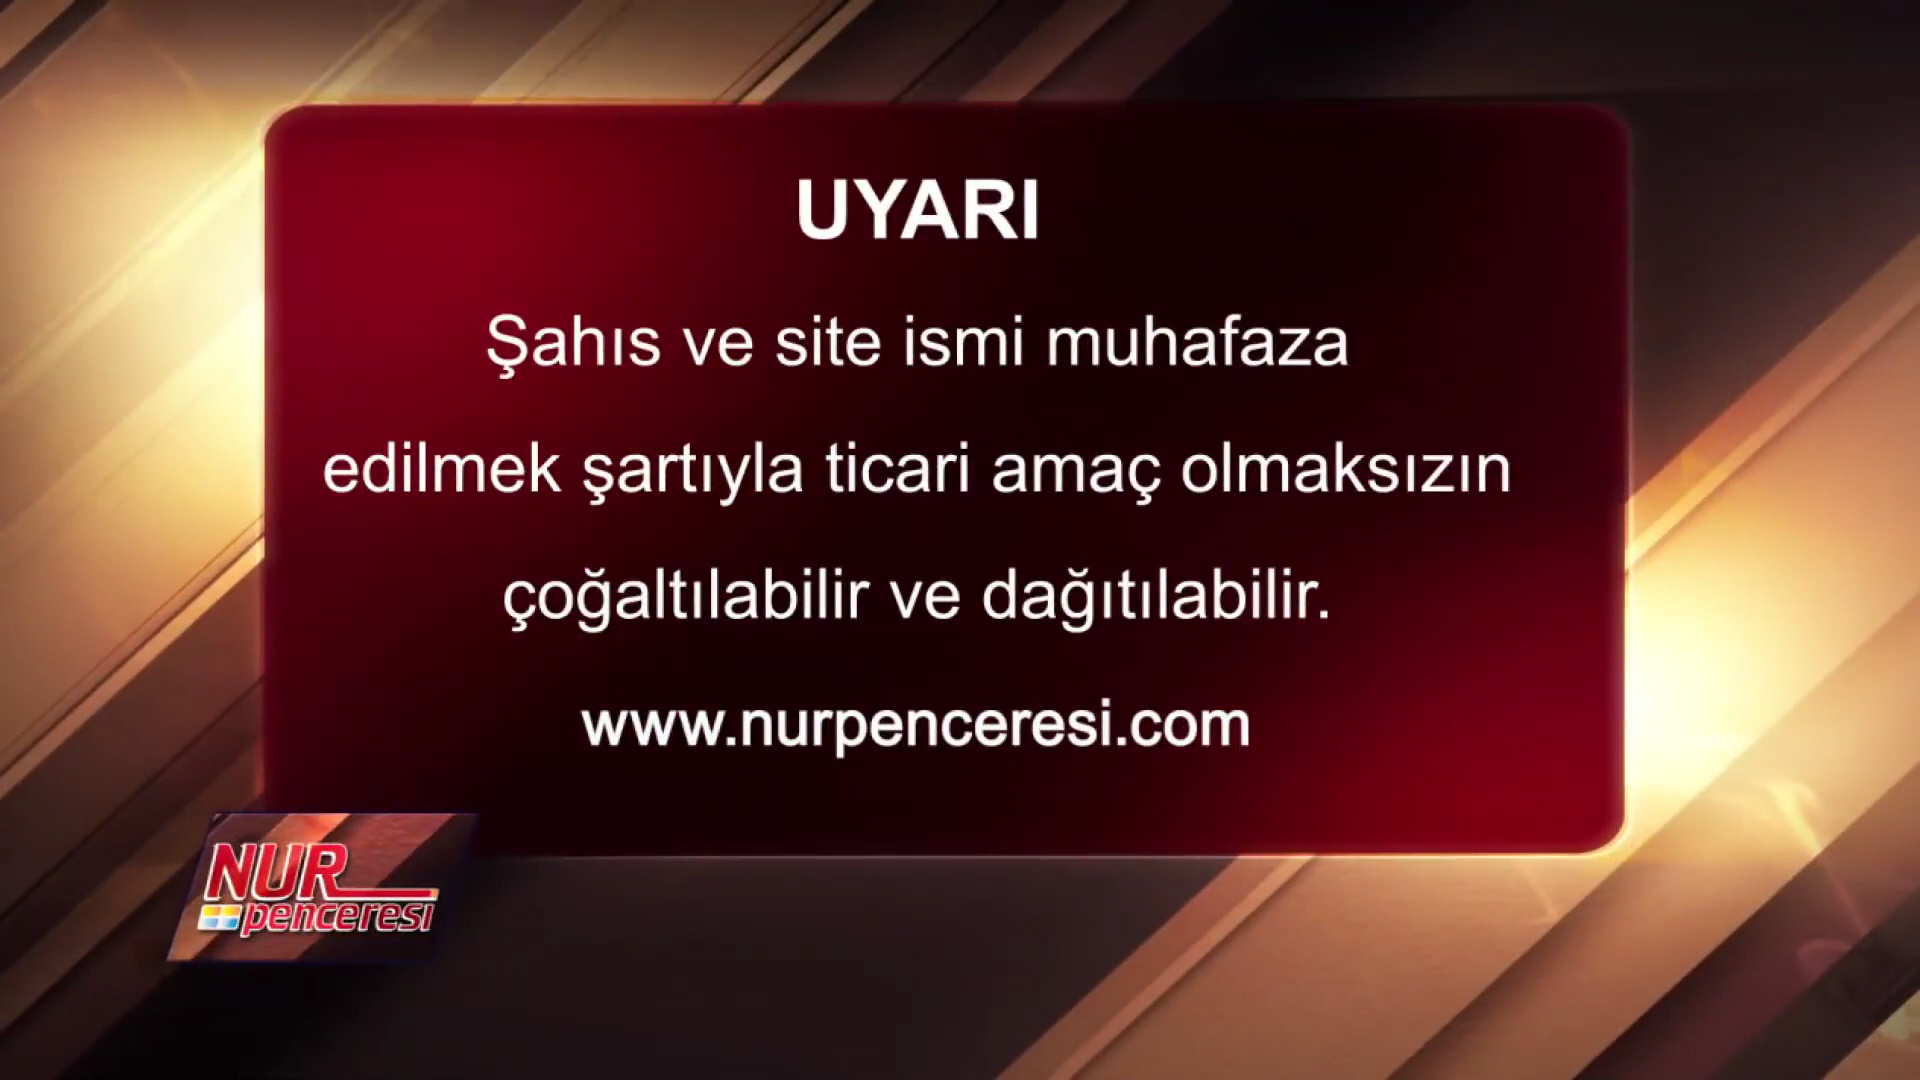 UYARI
Şahıs ve site ismi muhafaza
edilmek şartıyla ticari amaç olmaksızın
çoğaltılabilir ve dağıtılabilir.
www.nurpenceresi.com
NUR
penceresi